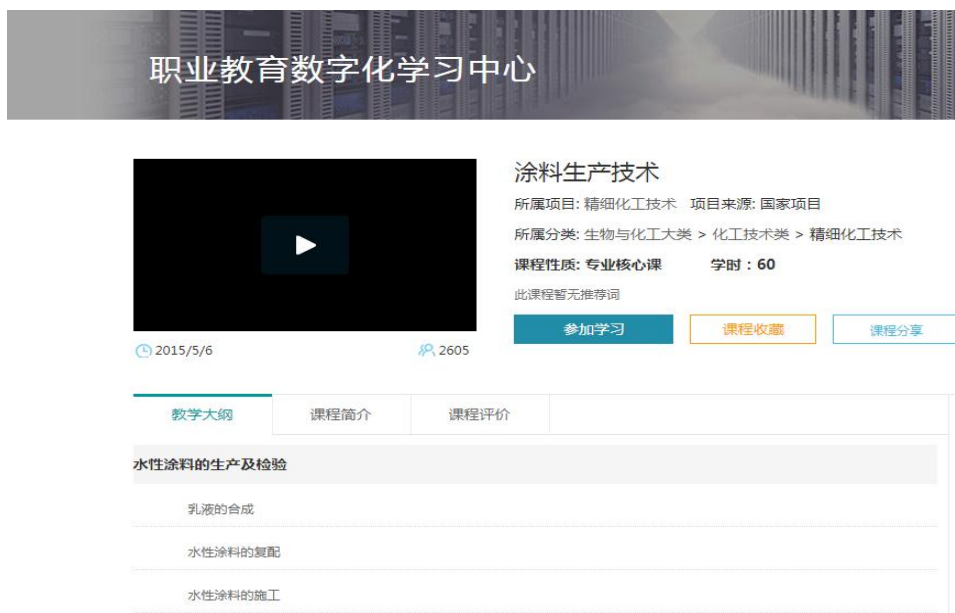 职业教育数字化学习中心
涂料生产技术
所属项目: 精细化工技术 项目来源: 国家项目
所属分类: 生物与化工大类 > 化工技术类 > 精细化工技术
课程性质: 专业核心课 学时：60
此课程暂无推荐词
参加学习 课程收藏 课程分享
2015/5/6 2605
教学大纲 课程简介 课程评价
水性涂料的生产及检验
乳液的合成
水性涂料的复配
水性涂料的施工